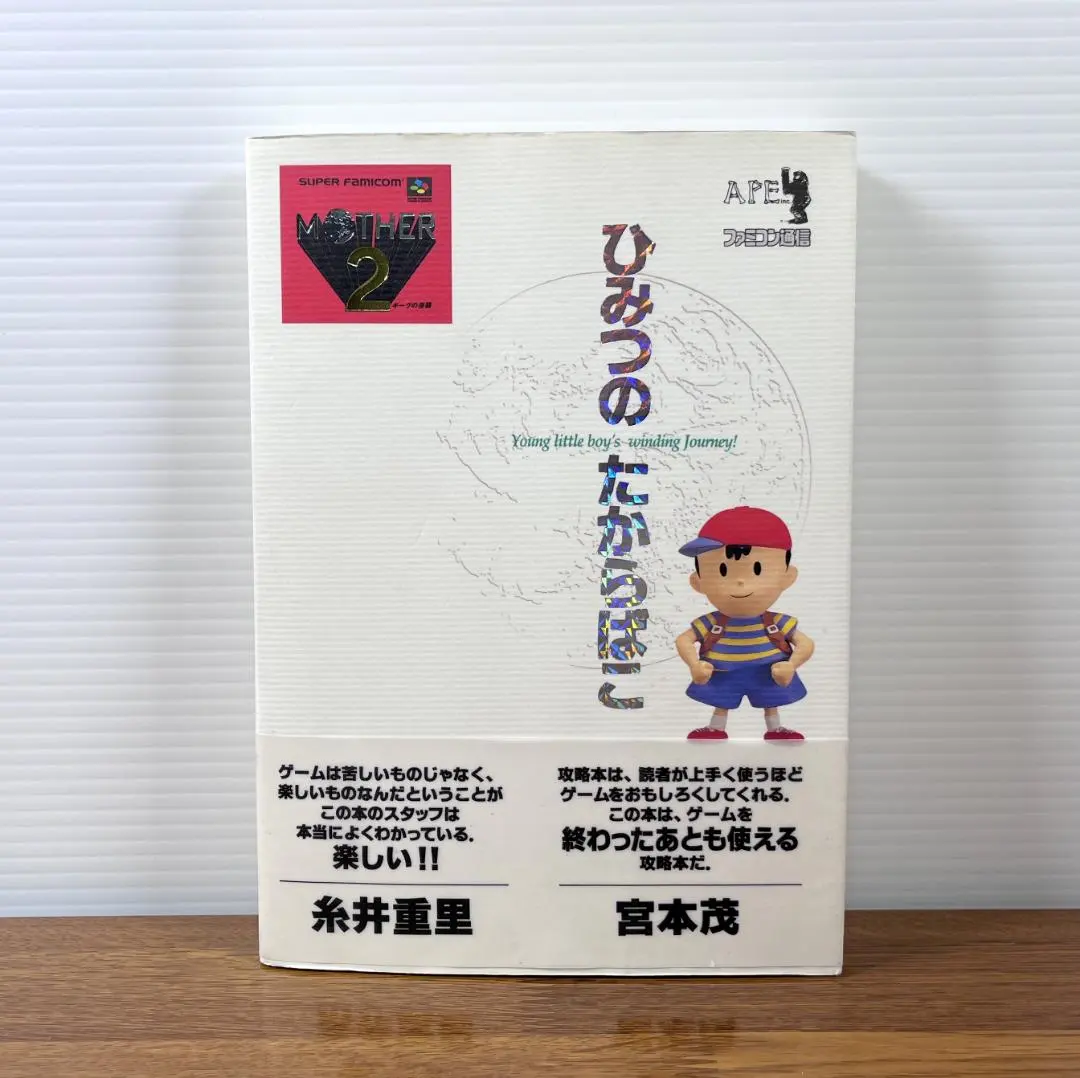 SUPER FAMICOM
MOTHER
2
ギーグの逆襲
APE inc.
ファミコン通信
ひみつの たからばこ
Young little boy's winding Journey!
ゲームは苦しいものじゃなく、
楽しいものなんだということが
この本のスタッフは
本当によくわかっている.
楽しい!!
糸井重里
攻略本は、読者が上手く使うほど
ゲームをおもしろくしてくれる.
この本は、ゲームを
終わったあとも使える
攻略本だ.
宮本茂